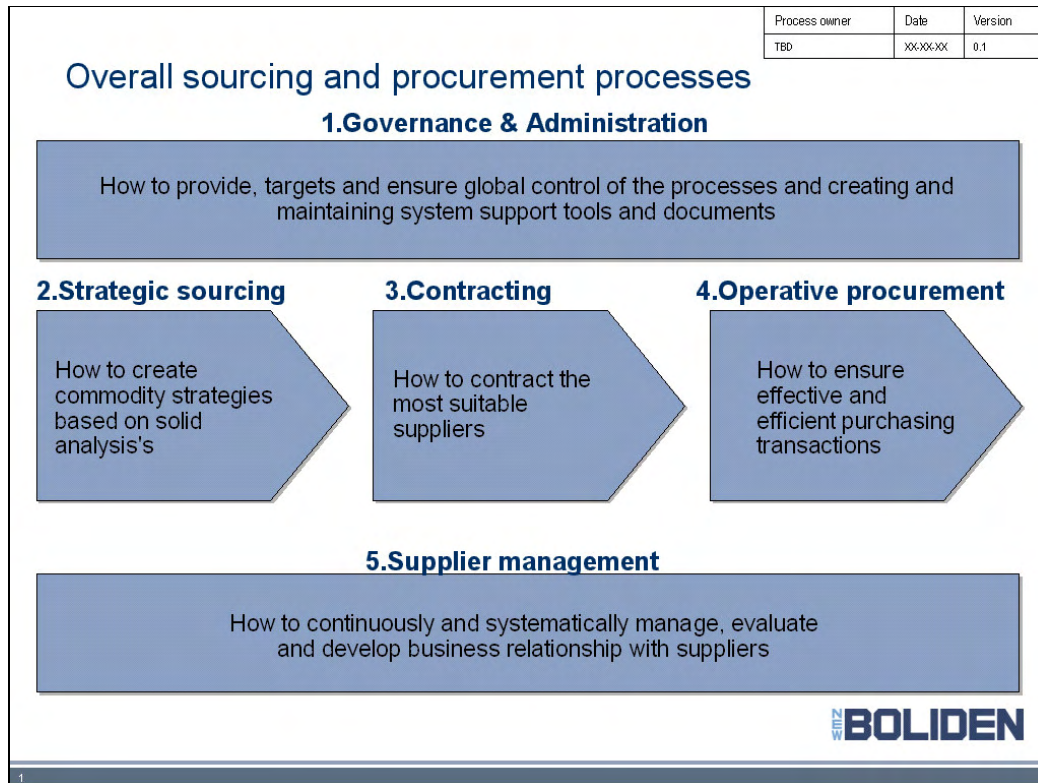 Process owner Date Version
TBD XX-XX-XX 0.1
Overall sourcing and procurement processes
1.Governance & Administration
How to provide, targets and ensure global control of the processes and creating and
maintaining system support tools and documents
2.Strategic sourcing
How to create
commodity strategies
based on solid
analysis's
3.Contracting
How to contract the
most suitable
suppliers
4.Operative procurement
How to ensure
effective and
efficient purchasing
transactions
5.Supplier management
How to continuously and systematically manage, evaluate
and develop business relationship with suppliers
NEW BOLIDEN
1